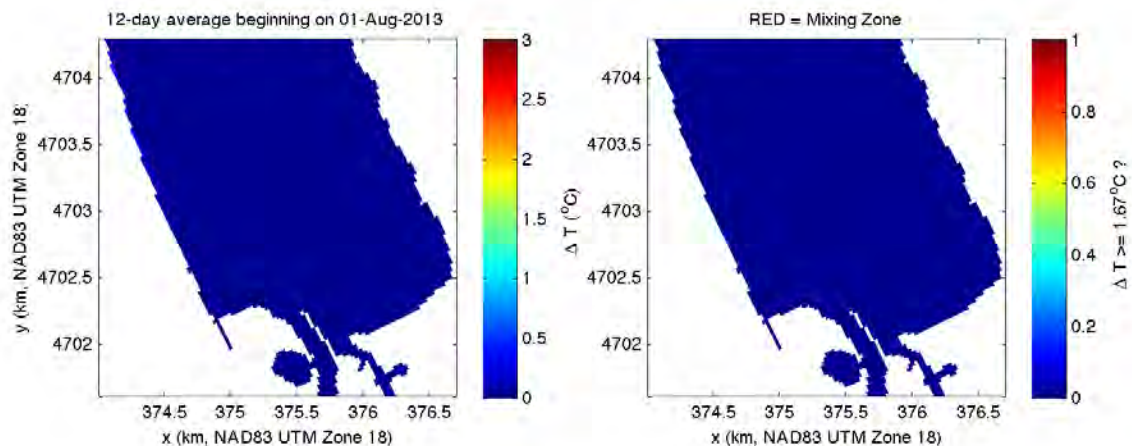 12-day average beginning on 01-Aug-2013
4704
4703.5
4703
4702.5
4702
y (km, NAD83 UTM Zone 18)
374.5 375 375.5 376 376.5
x (km, NAD83 UTM Zone 18)
3
2.5
2
1.5
1
0.5
0
Δ T (°C)
RED = Mixing Zone
4704
4703.5
4703
4702.5
4702
374.5 375 375.5 376 376.5
x (km, NAD83 UTM Zone 18)
1
0.8
0.6
0.4
0.2
0
Δ T >= 1.67°C ?